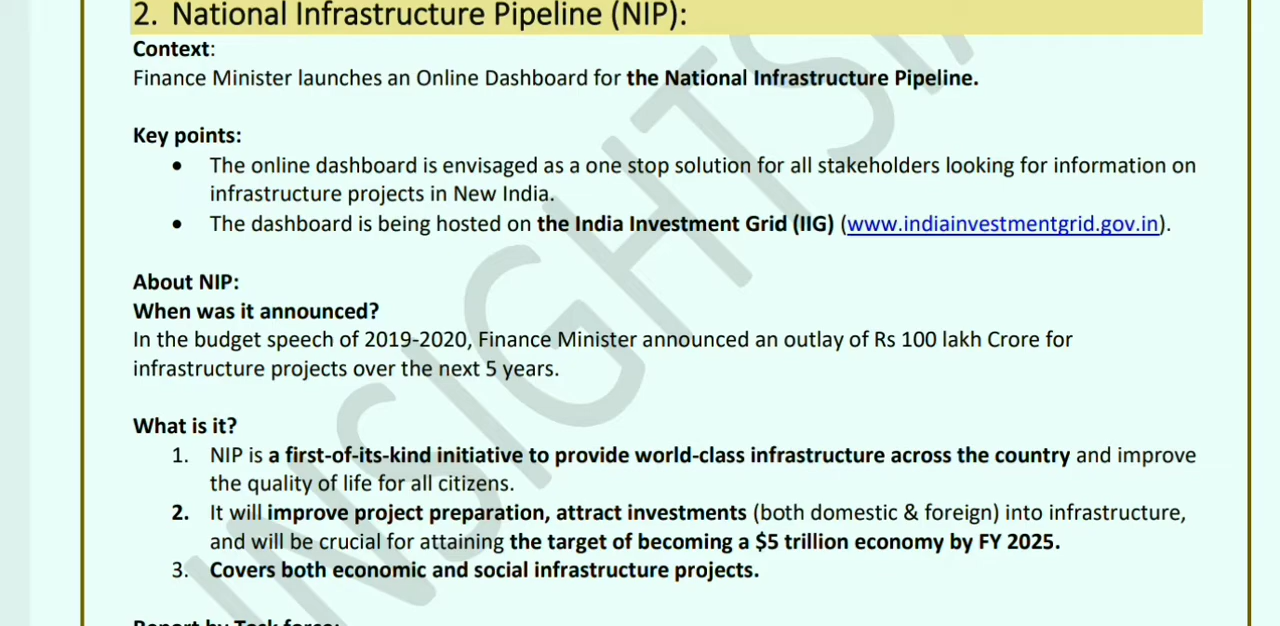 2. National Infrastructure Pipeline (NIP):
Context:
Finance Minister launches an Online Dashboard for the National Infrastructure Pipeline.
Key points:
• The online dashboard is envisaged as a one stop solution for all stakeholders looking for information on
infrastructure projects in New India.
• The dashboard is being hosted on the India Investment Grid (IIG) (www.indiainvestmentgrid.gov.in).
About NIP:
When was it announced?
In the budget speech of 2019-2020, Finance Minister announced an outlay of Rs 100 lakh Crore for
infrastructure projects over the next 5 years.
What is it?
1. NIP is a first-of-its-kind initiative to provide world-class infrastructure across the country and improve
the quality of life for all citizens.
2. It will improve project preparation, attract investments (both domestic & foreign) into infrastructure,
and will be crucial for attaining the target of becoming a $5 trillion economy by FY 2025.
3. Covers both economic and social infrastructure projects.
Report by Task force:
INSIGHTSI